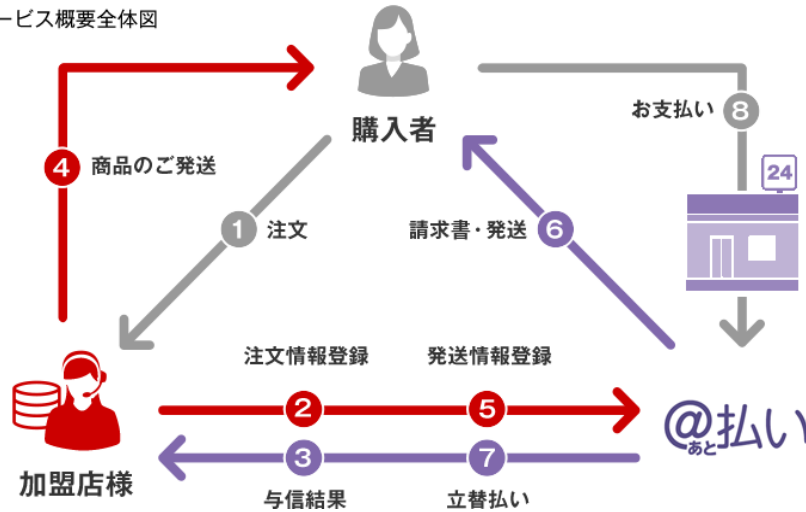 ービス概要全体図
購入者
お支払い 8
24
4 商品のご発送
1 注文
請求書・発送 6
注文情報登録
発送情報登録
2
5
3
7
与信結果
立替払い
加盟店様
@払い
あと